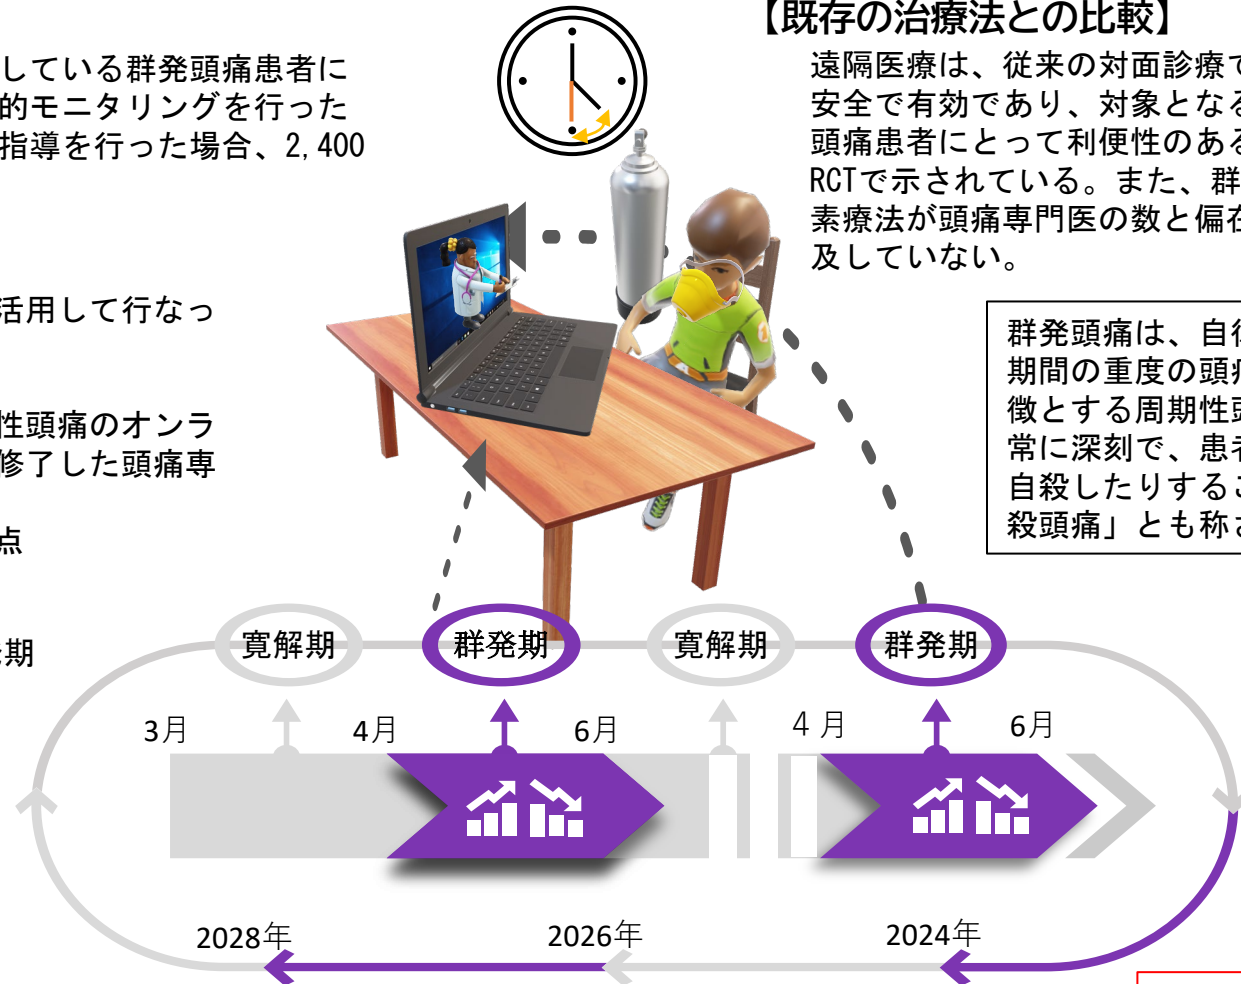 している群発頭痛患者に
的モニタリングを行った
指導を行った場合、2,400
活用して行なっ
性頭痛のオンラ
修了した頭痛専
点
期
【既存の治療法との比較】
遠隔医療は、従来の対面診療で
安全で有効であり、対象となる
頭痛患者にとって利便性のある
RCTで示されている。また、群
素療法が頭痛専門医の数と偏在
及していない。
群発頭痛は、自律
期間の重度の頭痛
徴とする周期性頭
常に深刻で、患者
自殺したりするこ
殺頭痛」とも称さ
寛解期 群発期 寛解期 群発期
3月 4月 6月 4月 6月
2028年 2026年 2024年